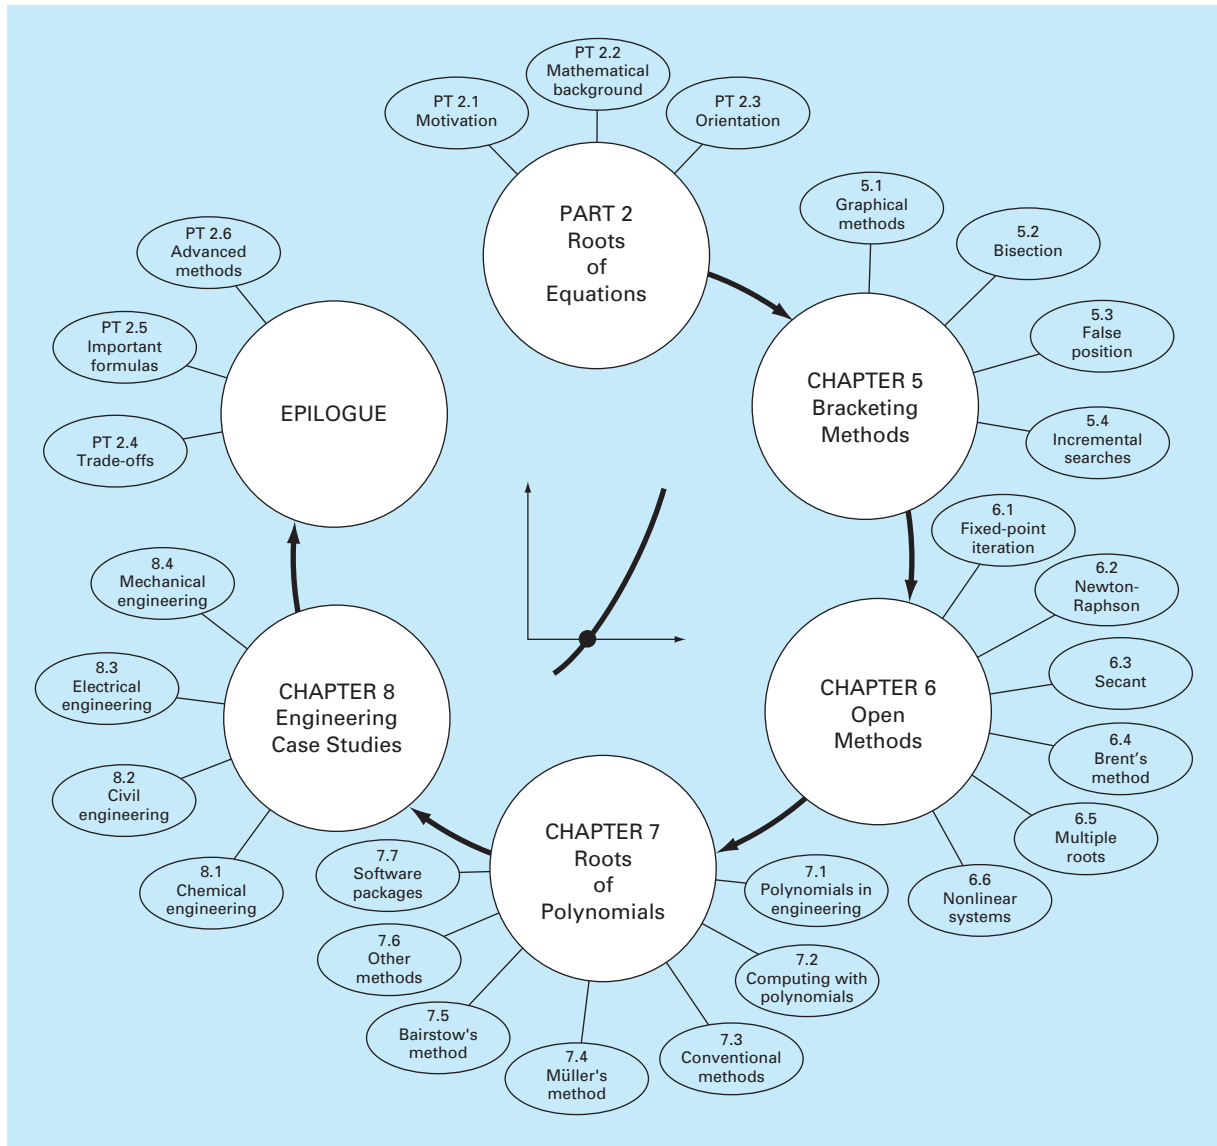 PT 2.1
Motivation
PT 2.2
Mathematical
background
PT 2.3
Orientation
PART 2
Roots
of
Equations
5.1
Graphical
methods
5.2
Bisection
5.3
False
position
5.4
Incremental
searches
CHAPTER 5
Bracketing
Methods
6.1
Fixed-point
iteration
6.2
Newton-
Raphson
6.3
Secant
6.4
Brent's
method
6.5
Multiple
roots
6.6
Nonlinear
systems
CHAPTER 6
Open
Methods
7.1
Polynomials in
engineering
7.2
Computing with
polynomials
7.3
Conventional
methods
7.4
Müller's
method
7.5
Bairstow's
method
7.6
Other
methods
7.7
Software
packages
CHAPTER 7
Roots
of
Polynomials
8.1
Chemical
engineering
8.2
Civil
engineering
8.3
Electrical
engineering
8.4
Mechanical
engineering
CHAPTER 8
Engineering
Case Studies
PT 2.4
Trade-offs
PT 2.5
Important
formulas
PT 2.6
Advanced
methods
EPILOGUE